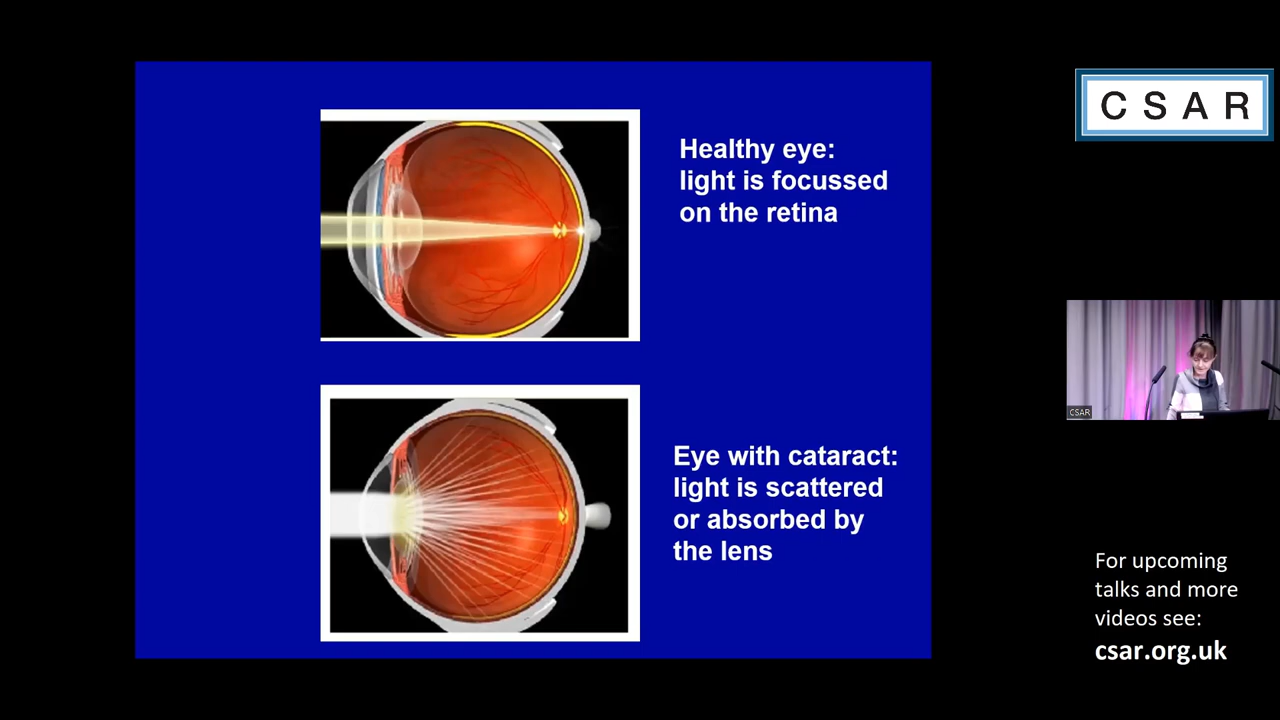 Healthy eye:
light is focussed
on the retina
Eye with cataract:
light is scattered
or absorbed by
the lens
CSAR
CSAR
For upcoming
talks and more
videos see:
csar.org.uk